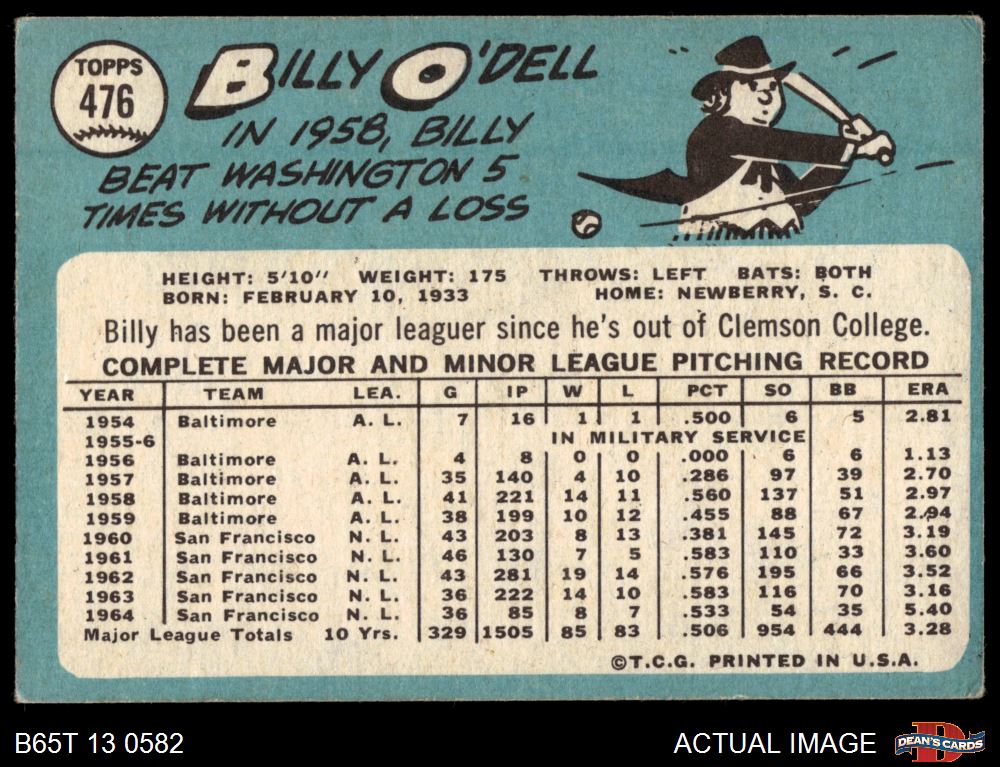 TOPPS
476
BILLY O'DELL
IN 1958, BILLY
BEAT WASHINGTON 5
TIMES WITHOUT A LOSS
HEIGHT: 5'10" WEIGHT: 175 THROWS: LEFT BATS: BOTH
BORN: FEBRUARY 10, 1933 HOME: NEWBERRY, S. C.
Billy has been a major leaguer since he's out of Clemson College.
COMPLETE MAJOR AND MINOR LEAGUE PITCHING RECORD
YEAR TEAM LEA. G IP W L PCT SO BB ERA
1954 Baltimore A. L. 7 16 1 1 .500 6 5 2.81
1955-6 IN MILITARY SERVICE
1956 Baltimore A. L. 4 8 0 0 .000 6 6 1.13
1957 Baltimore A. L. 35 140 4 10 .286 97 39 2.70
1958 Baltimore A. L. 41 221 14 11 .560 137 51 2.97
1959 Baltimore A. L. 38 199 10 12 .455 88 67 2.94
1960 San Francisco N. L. 43 203 8 13 .381 145 72 3.19
1961 San Francisco N. L. 46 130 7 5 .583 110 33 3.60
1962 San Francisco N. L. 43 281 19 14 .576 195 66 3.52
1963 San Francisco N. L. 36 222 14 10 .583 116 70 3.16
1964 San Francisco N. L. 36 85 8 7 .533 54 35 5.40
Major League Totals 10 Yrs. 329 1505 85 83 .506 954 444 3.28
©T.C.G. PRINTED IN U.S.A.
B65T 13 0582
ACTUAL IMAGE
D
DEAN'S CARDS